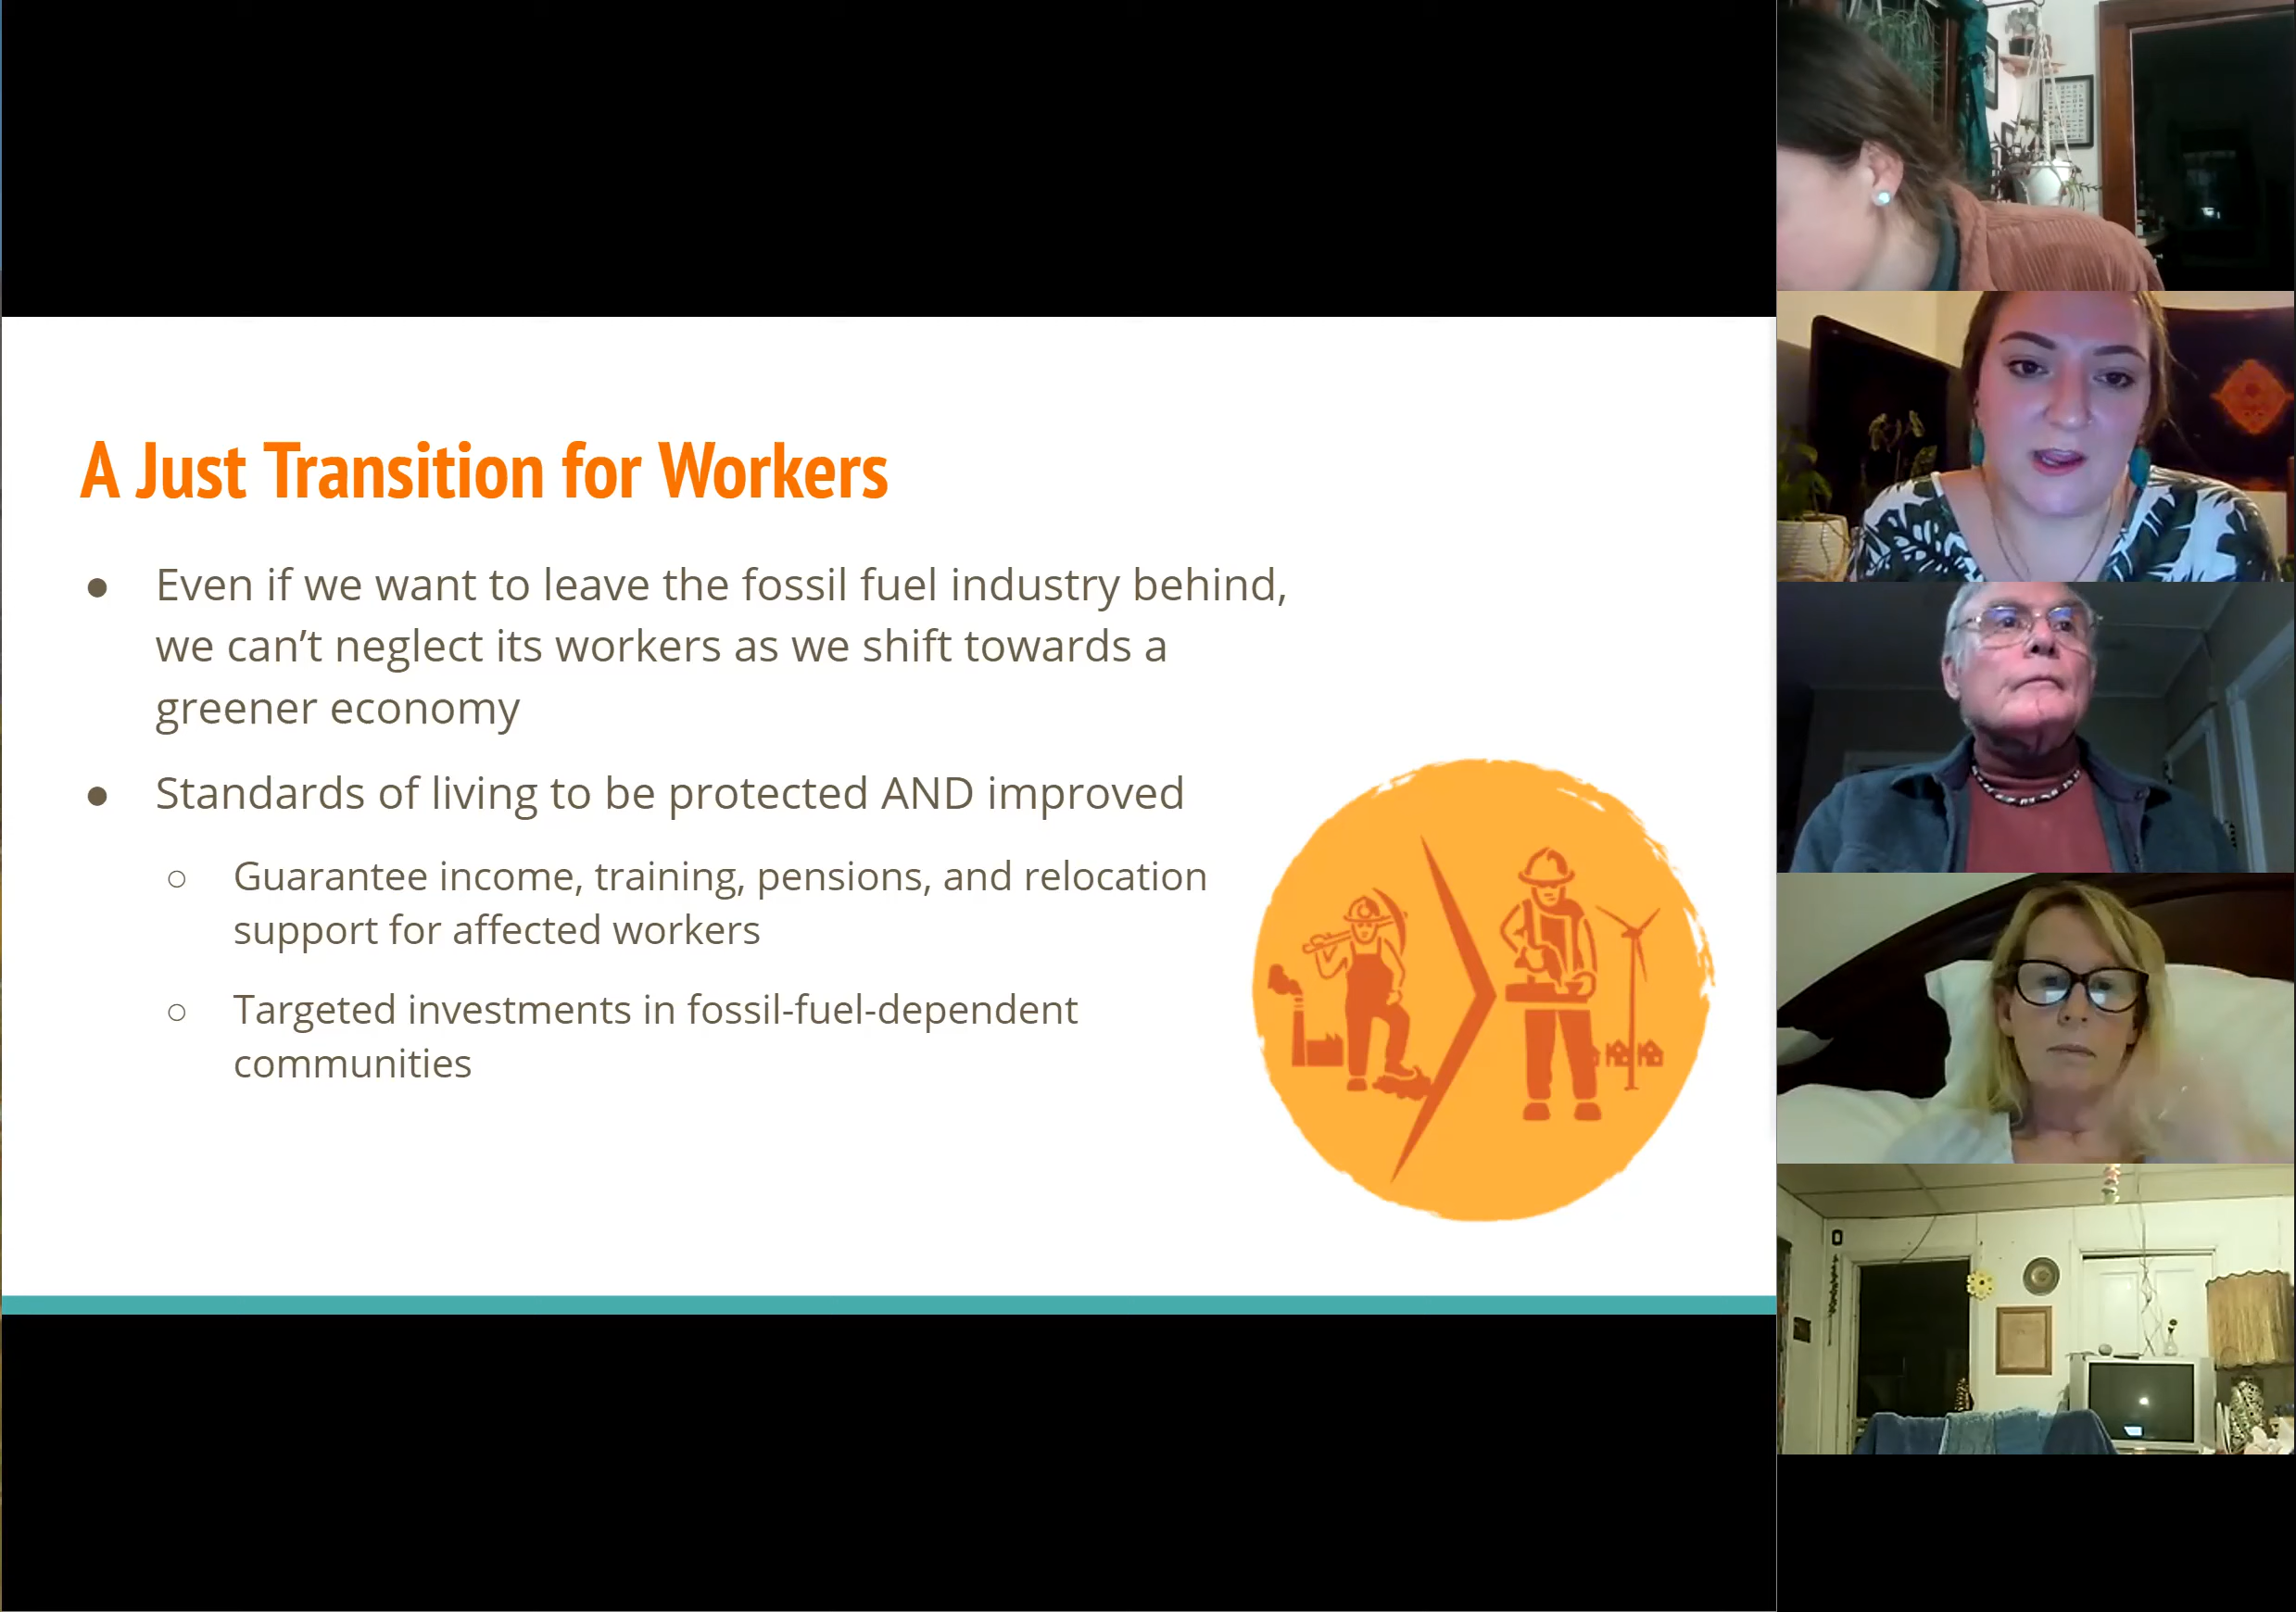 A Just Transition for Workers
● Even if we want to leave the fossil fuel industry behind,
we can’t neglect its workers as we shift towards a
greener economy
● Standards of living to be protected AND improved
○ Guarantee income, training, pensions, and relocation
support for affected workers
○ Targeted investments in fossil-fuel-dependent
communities